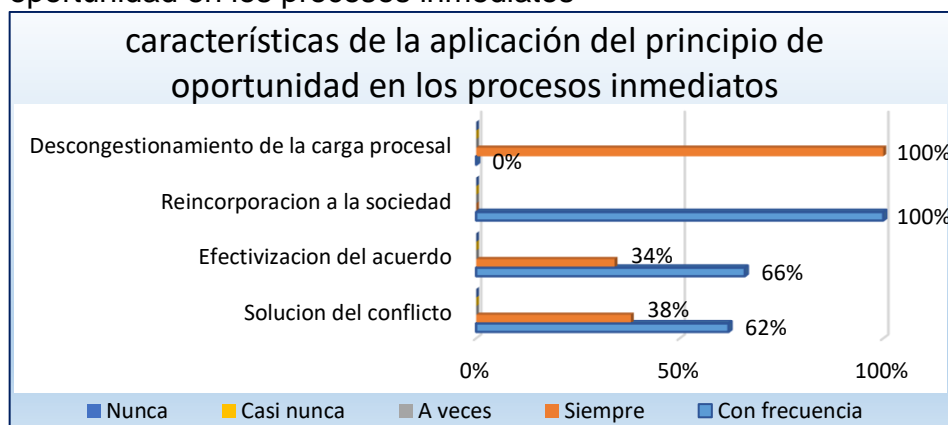 oportunidad en los procesos inmediatos
características de la aplicación del principio de
oportunidad en los procesos inmediatos
Descongestionamiento de la carga procesal
100%
0%
Reincorporacion a la sociedad
100%
Efectivizacion del acuerdo
34%
66%
Solucion del conflicto
38%
62%
0% 50% 100%
Nunca Casi nunca A veces Siempre Con frecuencia